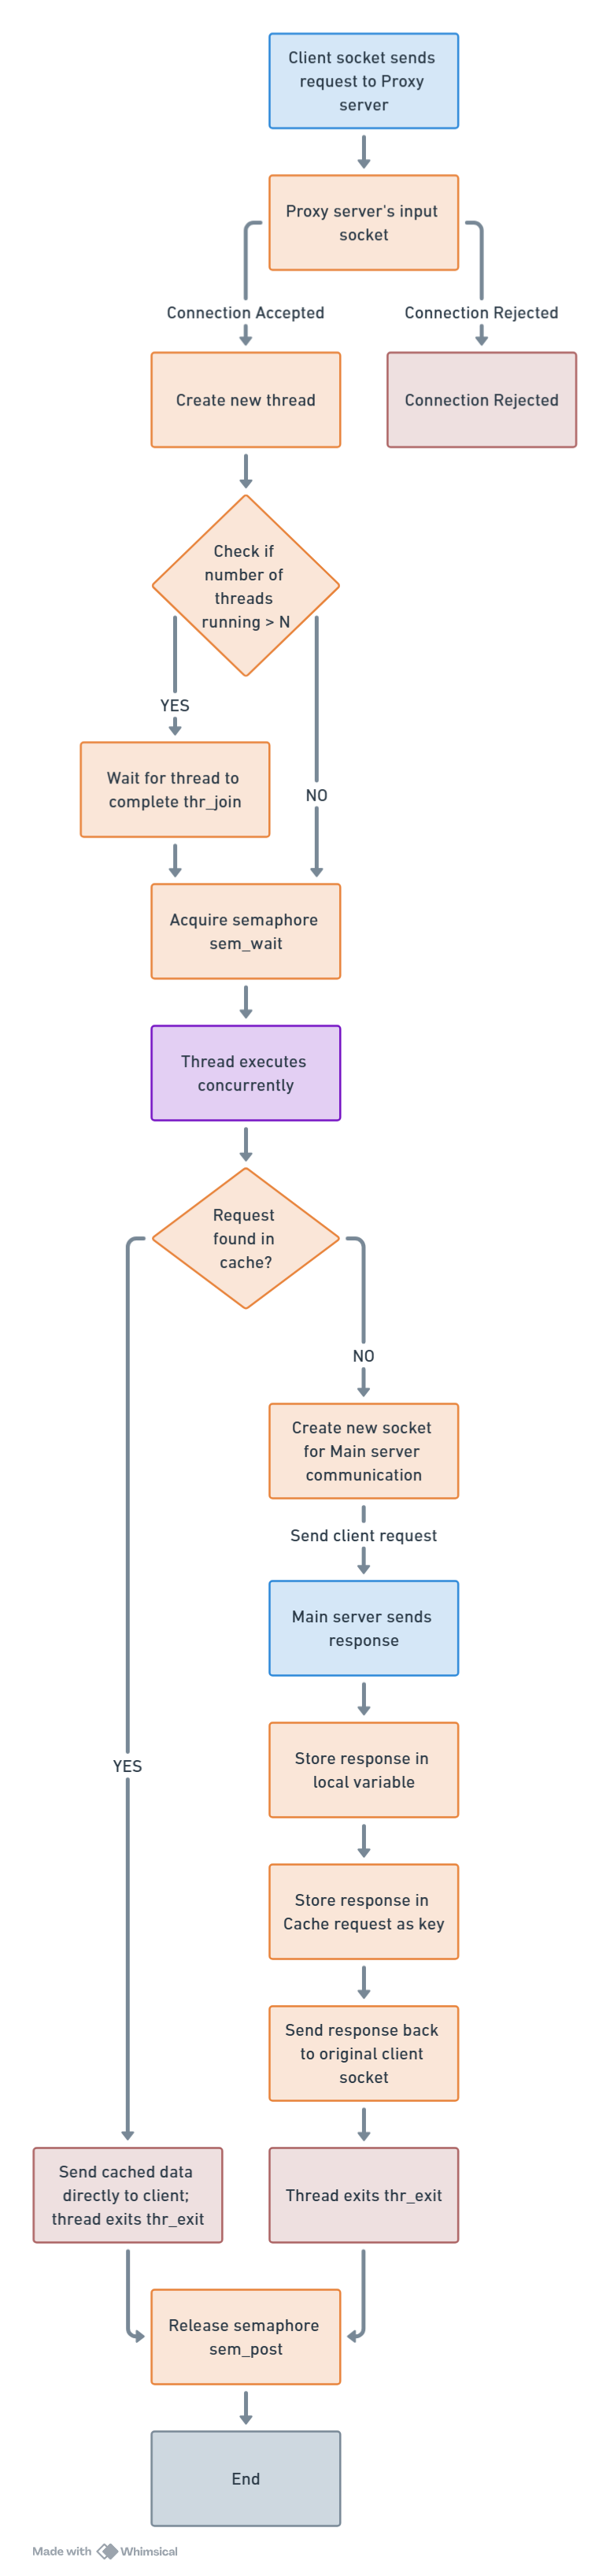 Client socket sends
request to Proxy
server
Proxy server's input
socket
Connection Accepted
Connection Rejected
Create new thread
Connection Rejected
Check if
number of
threads
running > N
YES
Wait for thread to
complete thr_join
NO
Acquire semaphore
sem_wait
Thread executes
concurrently
Request
found in
cache?
NO
Create new socket
for Main server
communication
Send client request
Main server sends
response
Store response in
local variable
YES
Store response in
Cache request as key
Send response back
to original client
socket
Send cached data
directly to client;
thread exits thr_exit
Thread exits thr_exit
Release semaphore
sem_post
End
Made with Whimsical